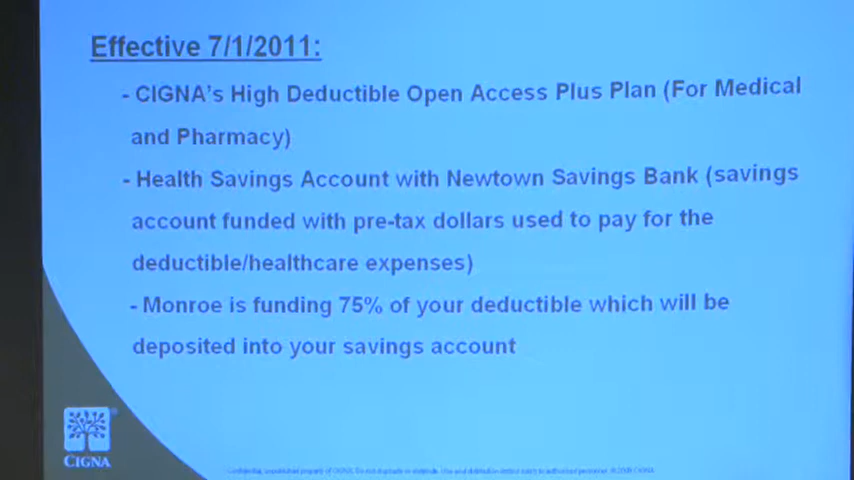 Effective 7/1/2011:
- CIGNA's High Deductible Open Access Plus Plan (For Medical
and Pharmacy)
- Health Savings Account with Newtown Savings Bank (savings
account funded with pre-tax dollars used to pay for the
deductible/healthcare expenses)
- Monroe is funding 75% of your deductible which will be
deposited into your savings account
CIGNA